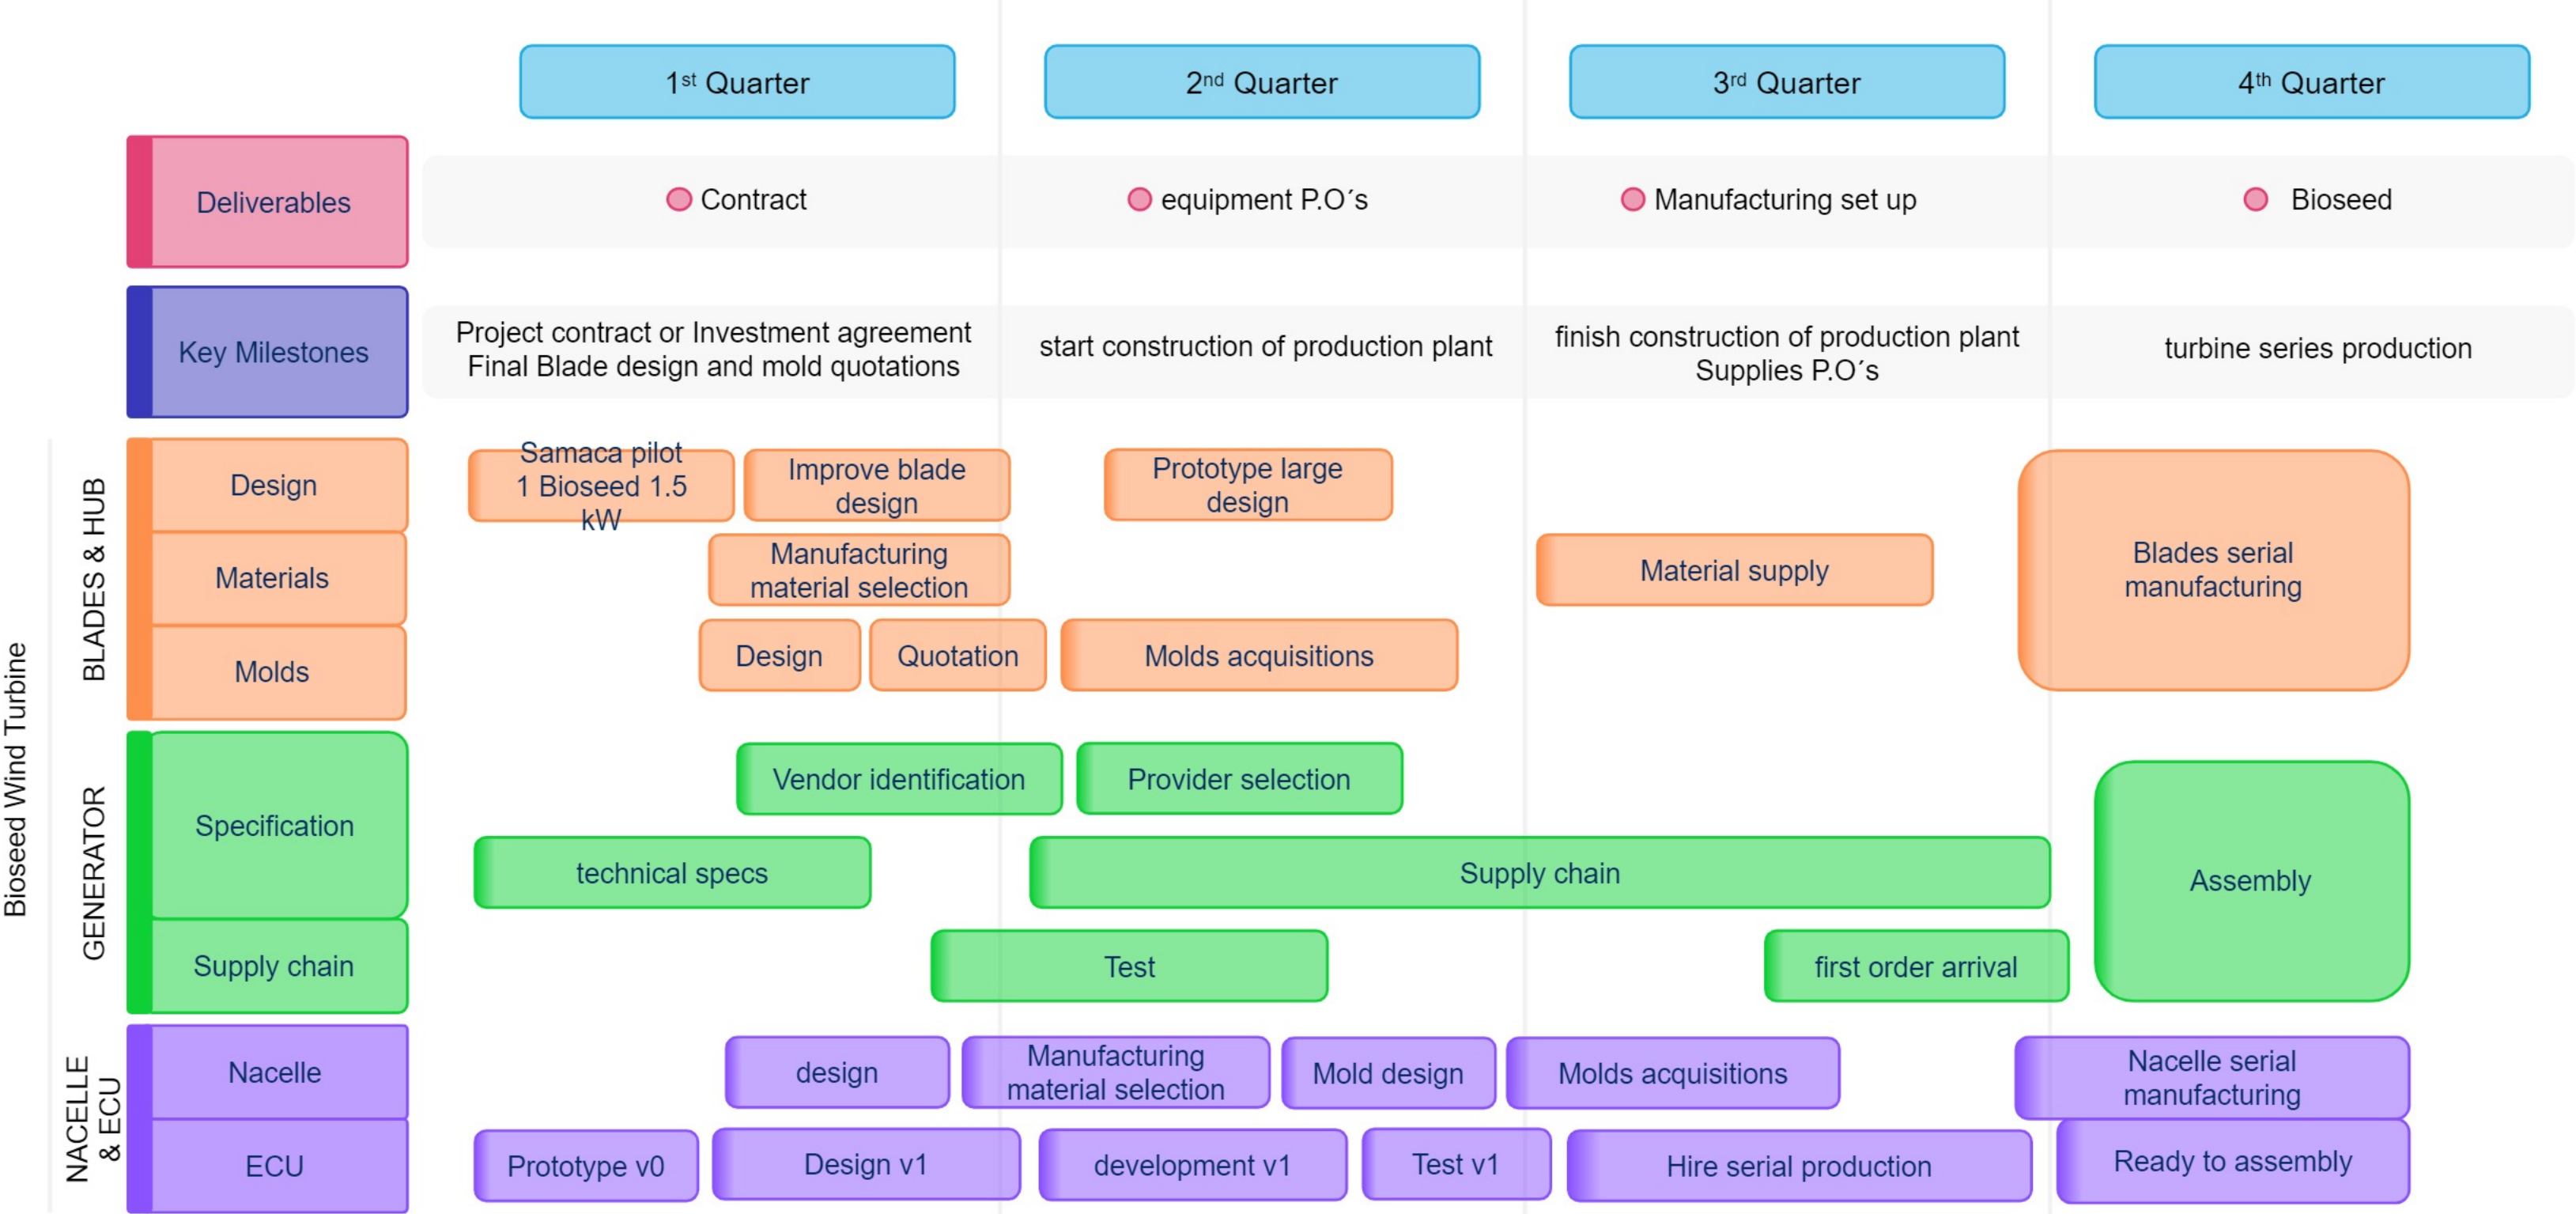 1st Quarter
2nd Quarter
3rd Quarter
4th Quarter
Deliverables
Contract
equipment P.O´s
Manufacturing set up
Bioseed
Key Milestones
Project contract or Investment agreement
Final Blade design and mold quotations
start construction of production plant
finish construction of production plant
Supplies P.O´s
turbine series production
Bioseed Wind Turbine
BLADES & HUB
Design
Samaca pilot
1 Bioseed 1.5
kW
Improve blade
design
Prototype large
design
Blades serial
manufacturing
Materials
Manufacturing
material selection
Material supply
Molds
Design
Quotation
Molds acquisitions
GENERATOR
Specification
Vendor identification
Provider selection
technical specs
Supply chain
Assembly
Supply chain
Test
first order arrival
NACELLE
& ECU
Nacelle
design
Manufacturing
material selection
Mold design
Molds acquisitions
Nacelle serial
manufacturing
ECU
Prototype v0
Design v1
development v1
Test v1
Hire serial production
Ready to assembly